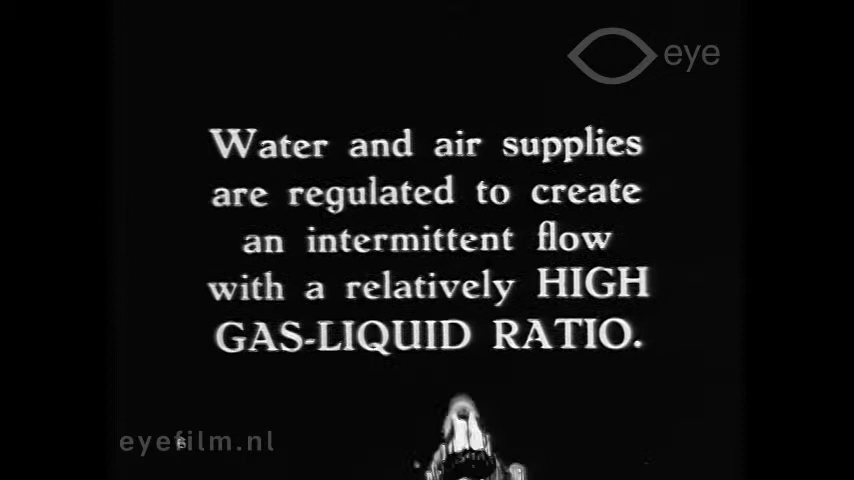 eye
Water and air supplies
are regulated to create
an intermittent flow
with a relatively HIGH
GAS-LIQUID RATIO.
eyefilm.nl
6